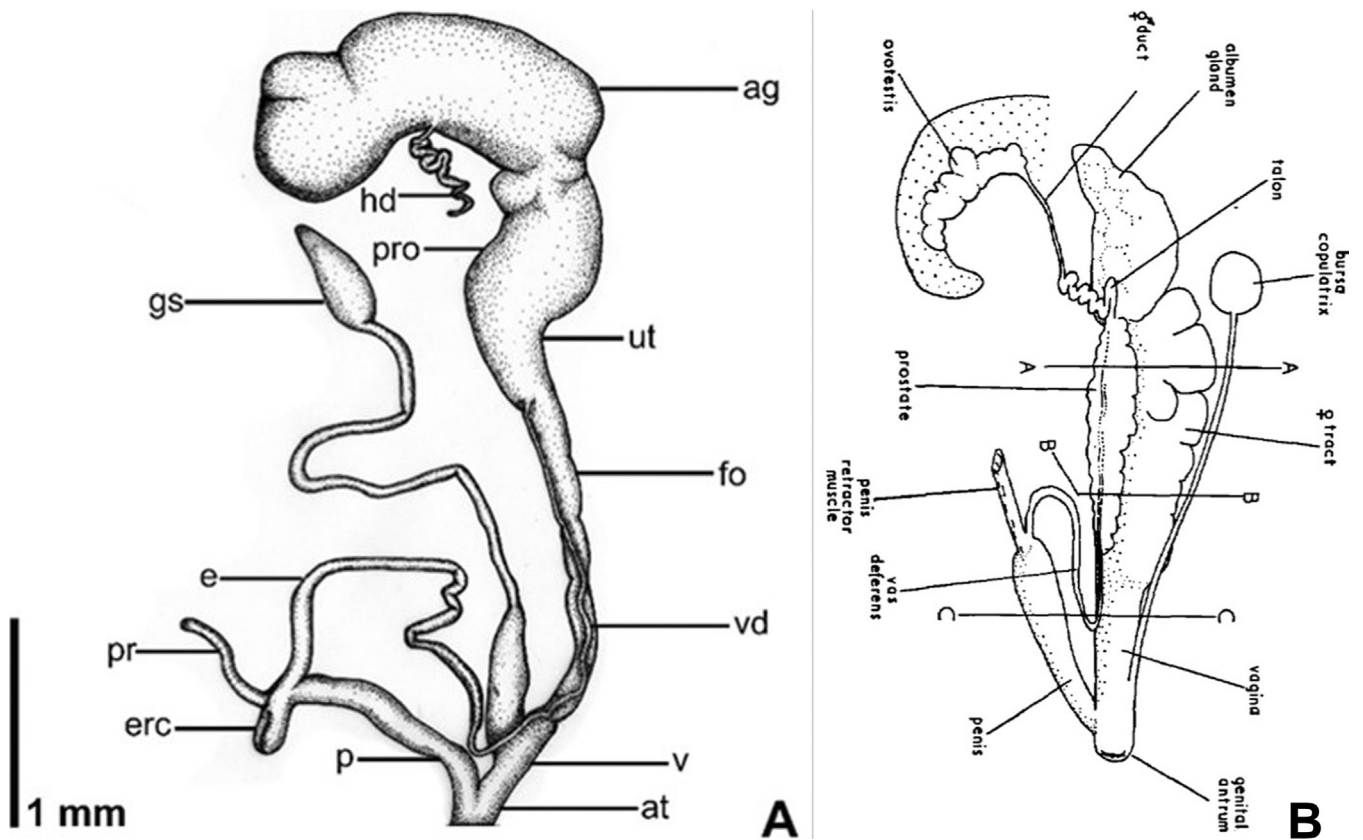 ag
hd
pro
gs
ut
fo
e
vd
pr
erc
p
v
at
1 mm
A
⚥duct
ovotestis
albumen
gland
talon
bursa
copulatrix
A
A
prostate
♀ tract
B
B
penis
retractor
muscle
vas
deferens
C
C
vagina
penis
genital
antrum
B